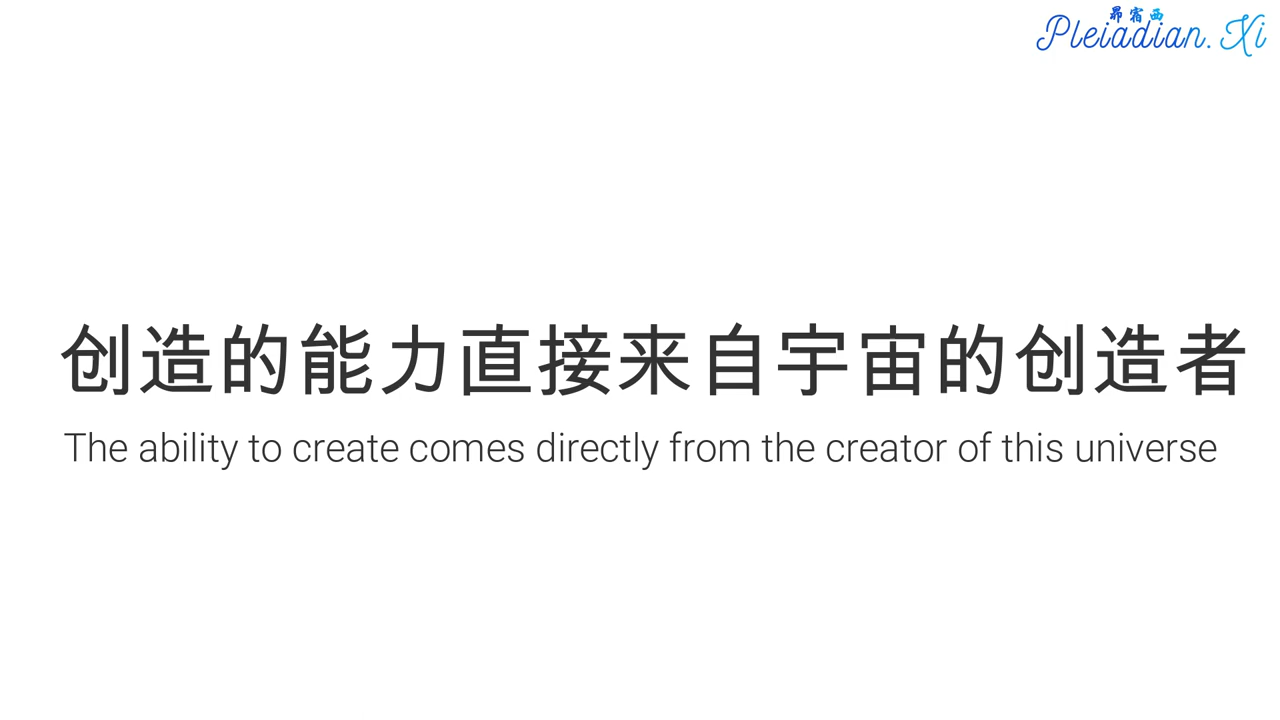 昴宿西
Pleiadian. Xi
创造的能力直接来自宇宙的创造者
The ability to create comes directly from the creator of this universe